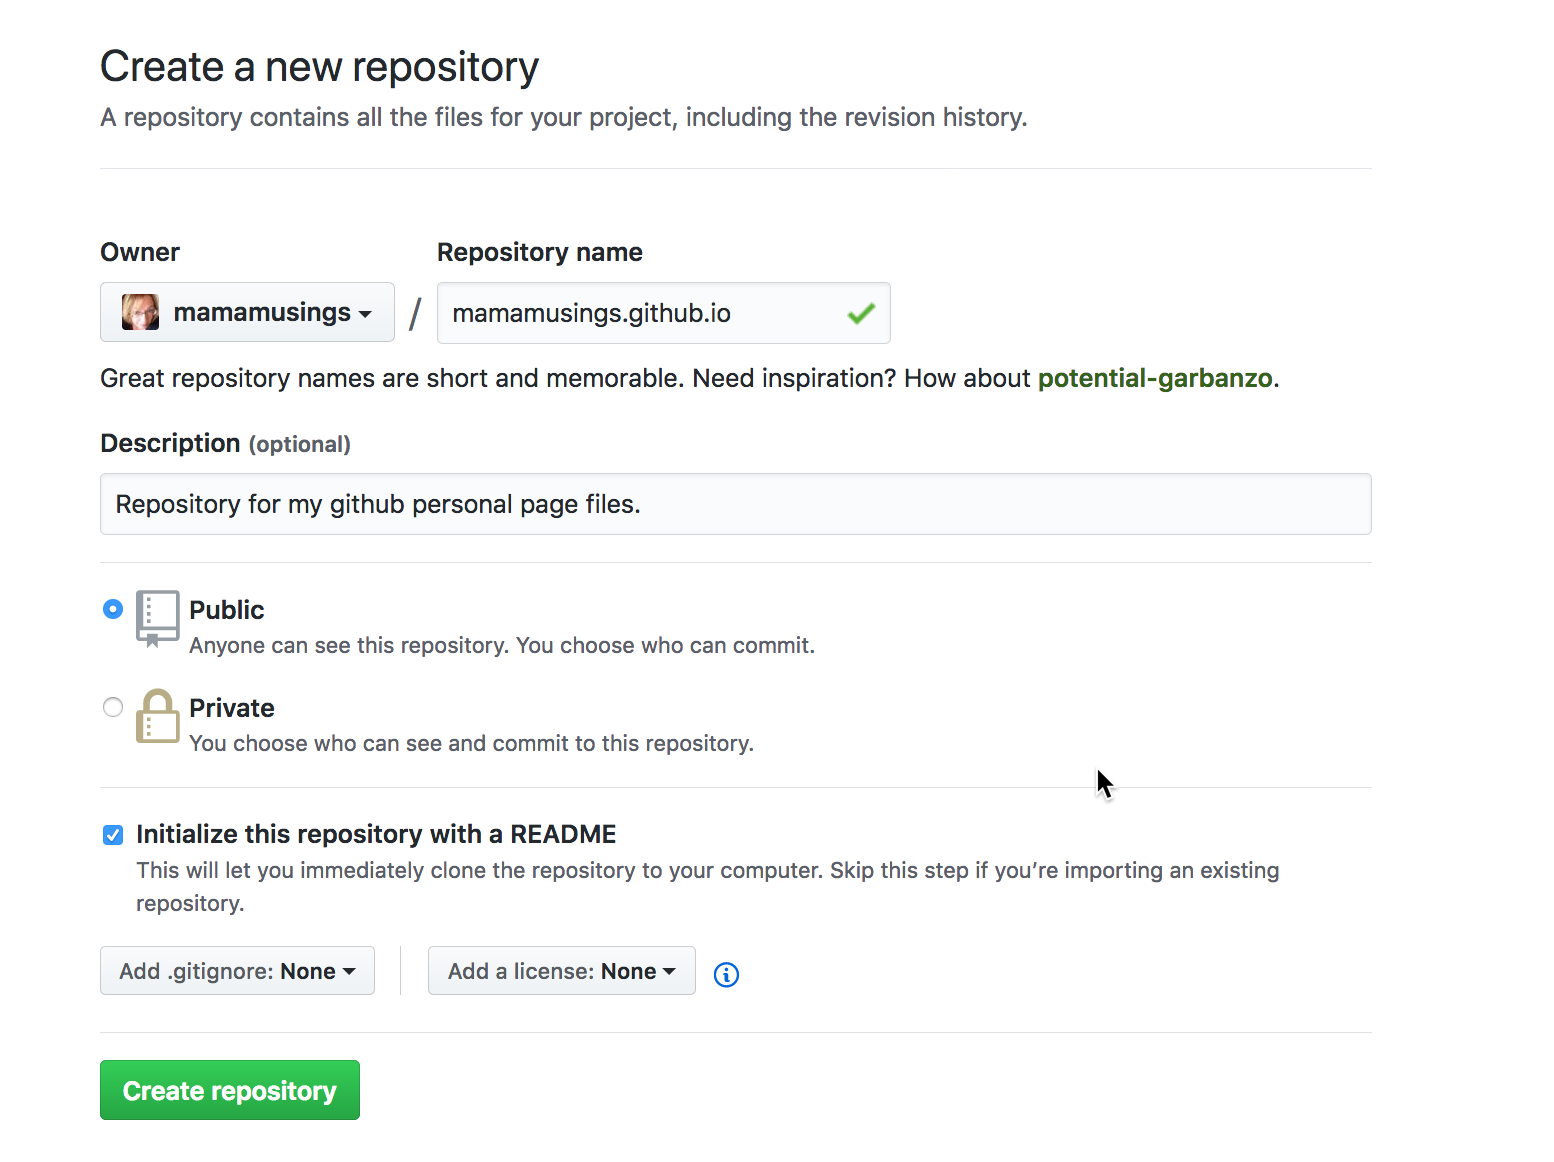 Create a new repository
A repository contains all the files for your project, including the revision history.
Owner
Repository name
mamamusings / mamamusings.github.io
Great repository names are short and memorable. Need inspiration? How about potential-garbanzo.
Description (optional)
Repository for my github personal page files.
Public
Anyone can see this repository. You choose who can commit.
Private
You choose who can see and commit to this repository.
Initialize this repository with a README
This will let you immediately clone the repository to your computer. Skip this step if you’re importing an existing
repository.
Add .gitignore: None
Add a license: None
Create repository